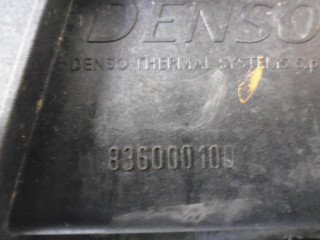 DENSO
DENSO THERMAL SYSTEMS S.p
836000100